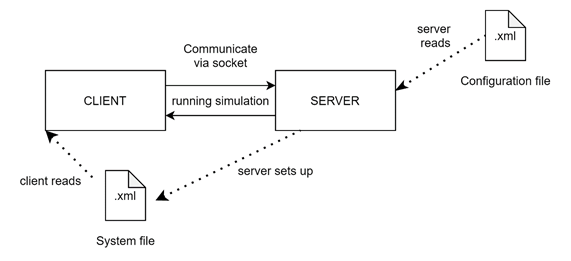 Communicate
via socket
server
reads
.xml
Configuration file
CLIENT
running simulation
SERVER
client reads
.xml
server sets up
System file